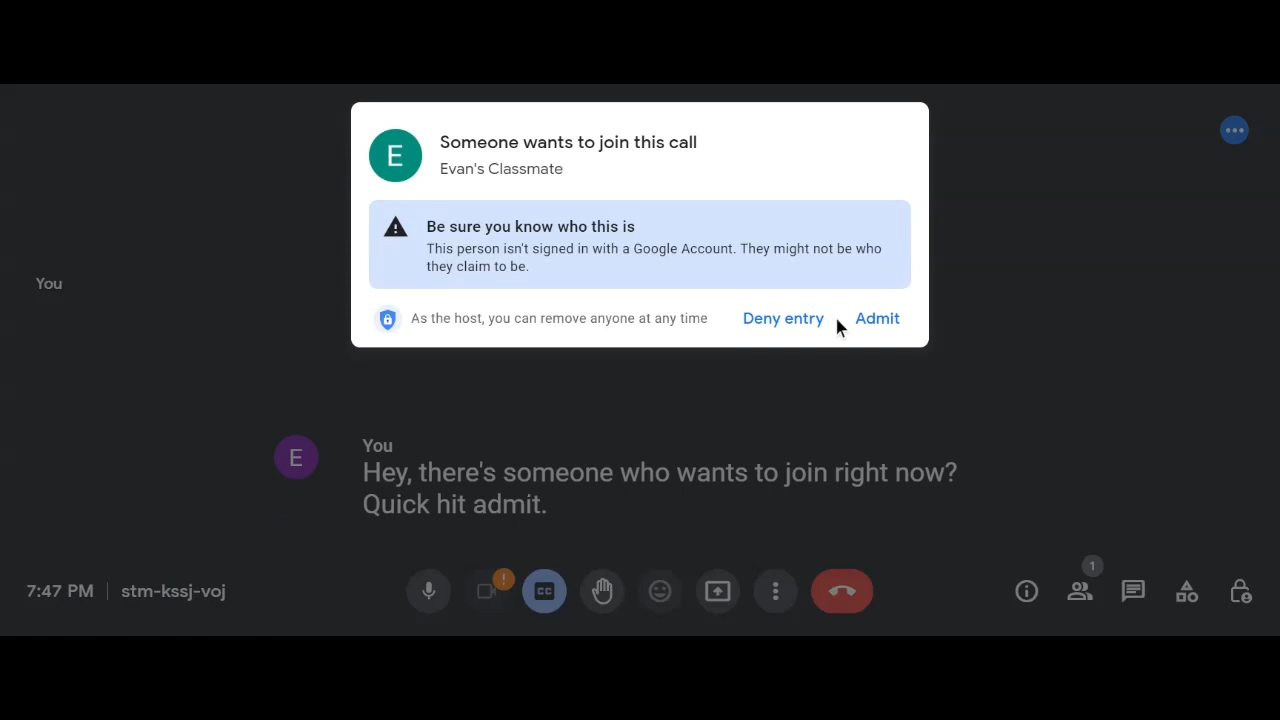 E
Someone wants to join this call
Evan's Classmate
Be sure you know who this is
This person isn't signed in with a Google Account. They might not be who
they claim to be.
As the host, you can remove anyone at any time
Deny entry
Admit
You
E
You
Hey, there's someone who wants to join right now?
Quick hit admit.
7:47 PM
stm-kssj-voj
!
CC
1